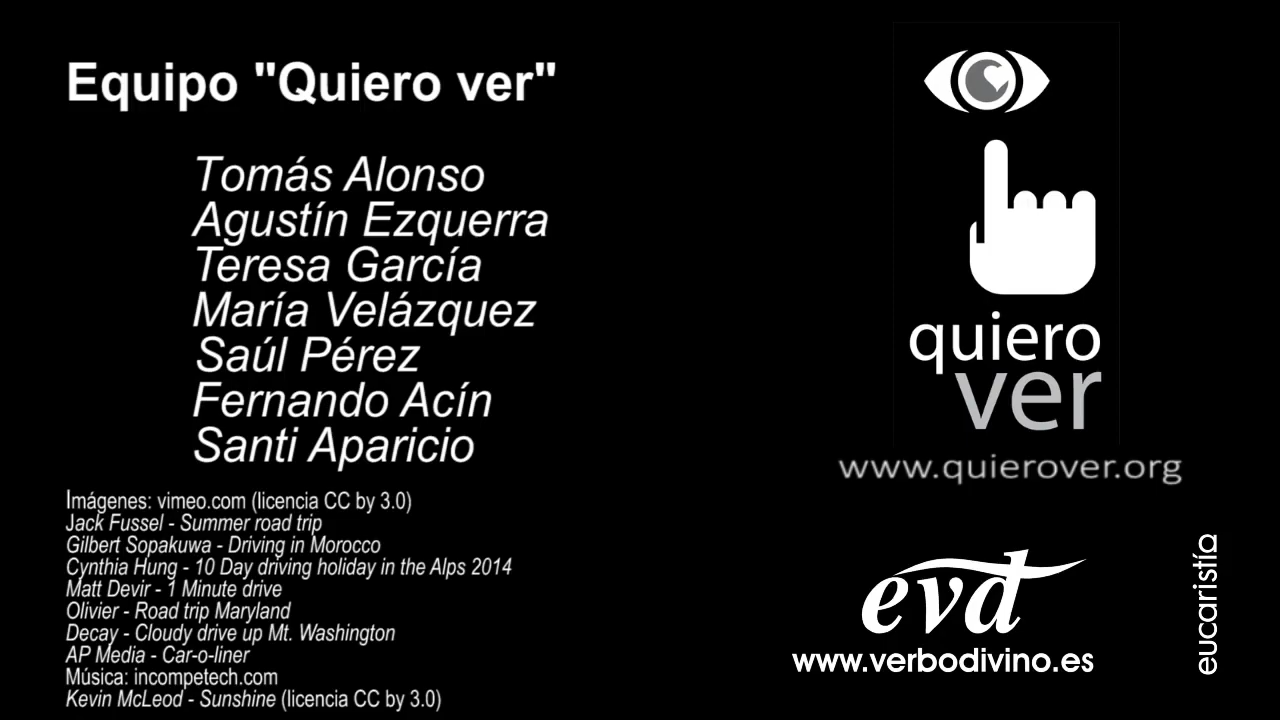 Equipo "Quiero ver"
Tomás Alonso
Agustín Ezquerra
Teresa García
María Velázquez
Saúl Pérez
Fernando Acín
Santi Aparicio
Imágenes: vimeo.com (licencia CC by 3.0)
Jack Fussel - Summer road trip
Gilbert Sopakuwa - Driving in Morocco
Cynthia Hung - 10 Day driving holiday in the Alps 2014
Matt Devir - 1 Minute drive
Olivier - Road trip Maryland
Decay - Cloudy drive up Mt. Washington
AP Media - Car-o-liner
Música: incompetech.com
Kevin McLeod - Sunshine (licencia CC by 3.0)
quiero
ver
www.quierover.org
evd
www.verbodivino.es
eucaristía